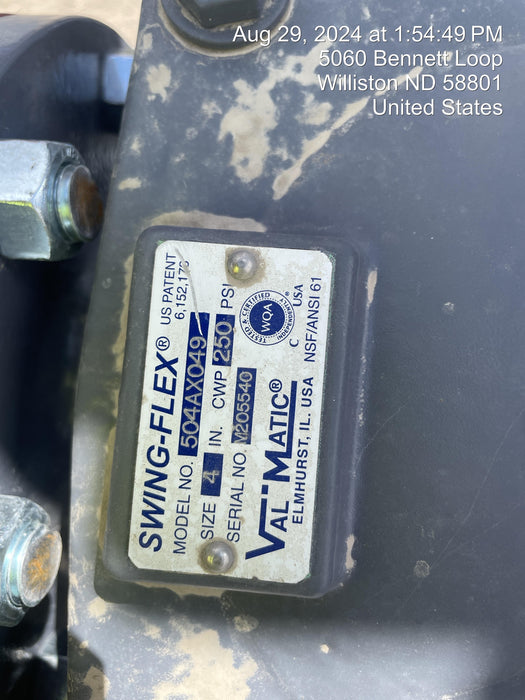 Aug 29, 2024 at 1:54:49 PM
5060 Bennett Loop
Williston ND 58801
United States
SWING-FLEX® US PATENT
6,152,173
MODEL NO. 504AX049
SIZE 4 IN. CWP 250 PSI
SERIAL NO. M205540
VAL MATIC®
ELMHURST, IL. USA
TESTED & CERTIFIED
WQA
C USA
NSF/ANSI 61